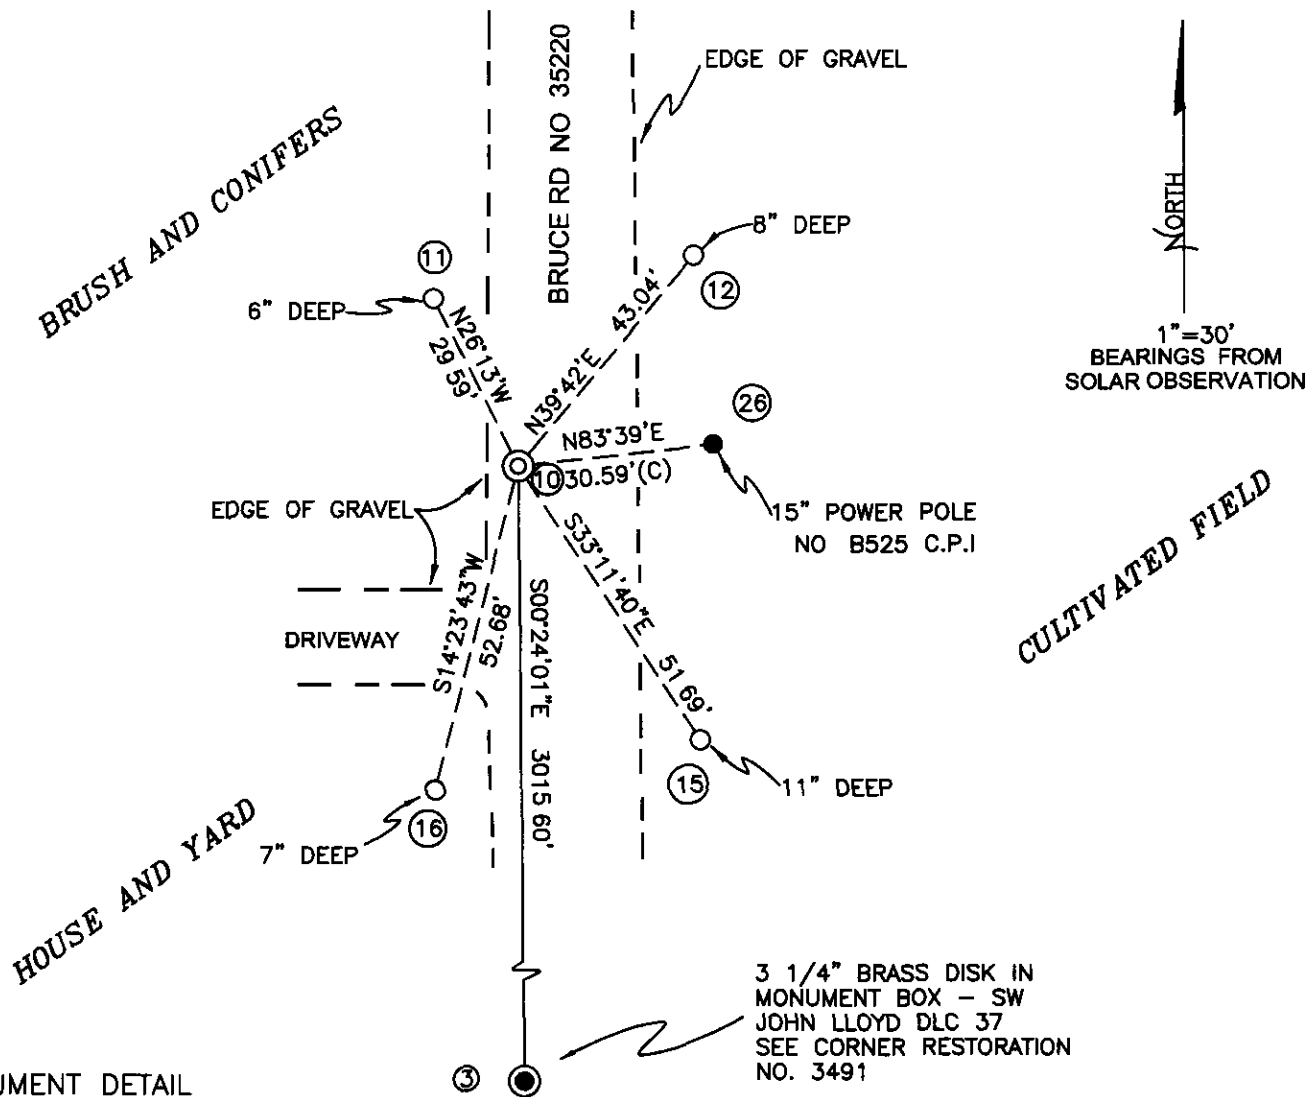 BRUCE RD NO 35220
EDGE OF GRAVEL
BRUSH AND CONIFERS
NORTH
1"=30'
BEARINGS FROM
SOLAR OBSERVATION
11
6" DEEP
8" DEEP
12
N26°13'W
29 59'
N39°42'E 43.04'
26
N83°39'E
10
30.59'(C)
15" POWER POLE
NO B525 C.P.I
EDGE OF GRAVEL
CULTIVATED FIELD
DRIVEWAY
S14°23'43"W
52.68'
S00°24'01"E 3015 60'
S33°11'40"E 51 69'
15
11" DEEP
16
7" DEEP
HOUSE AND YARD
3 1/4" BRASS DISK IN
MONUMENT BOX – SW
JOHN LLOYD DLC 37
SEE CORNER RESTORATION
NO. 3491
3
UMENT DETAIL